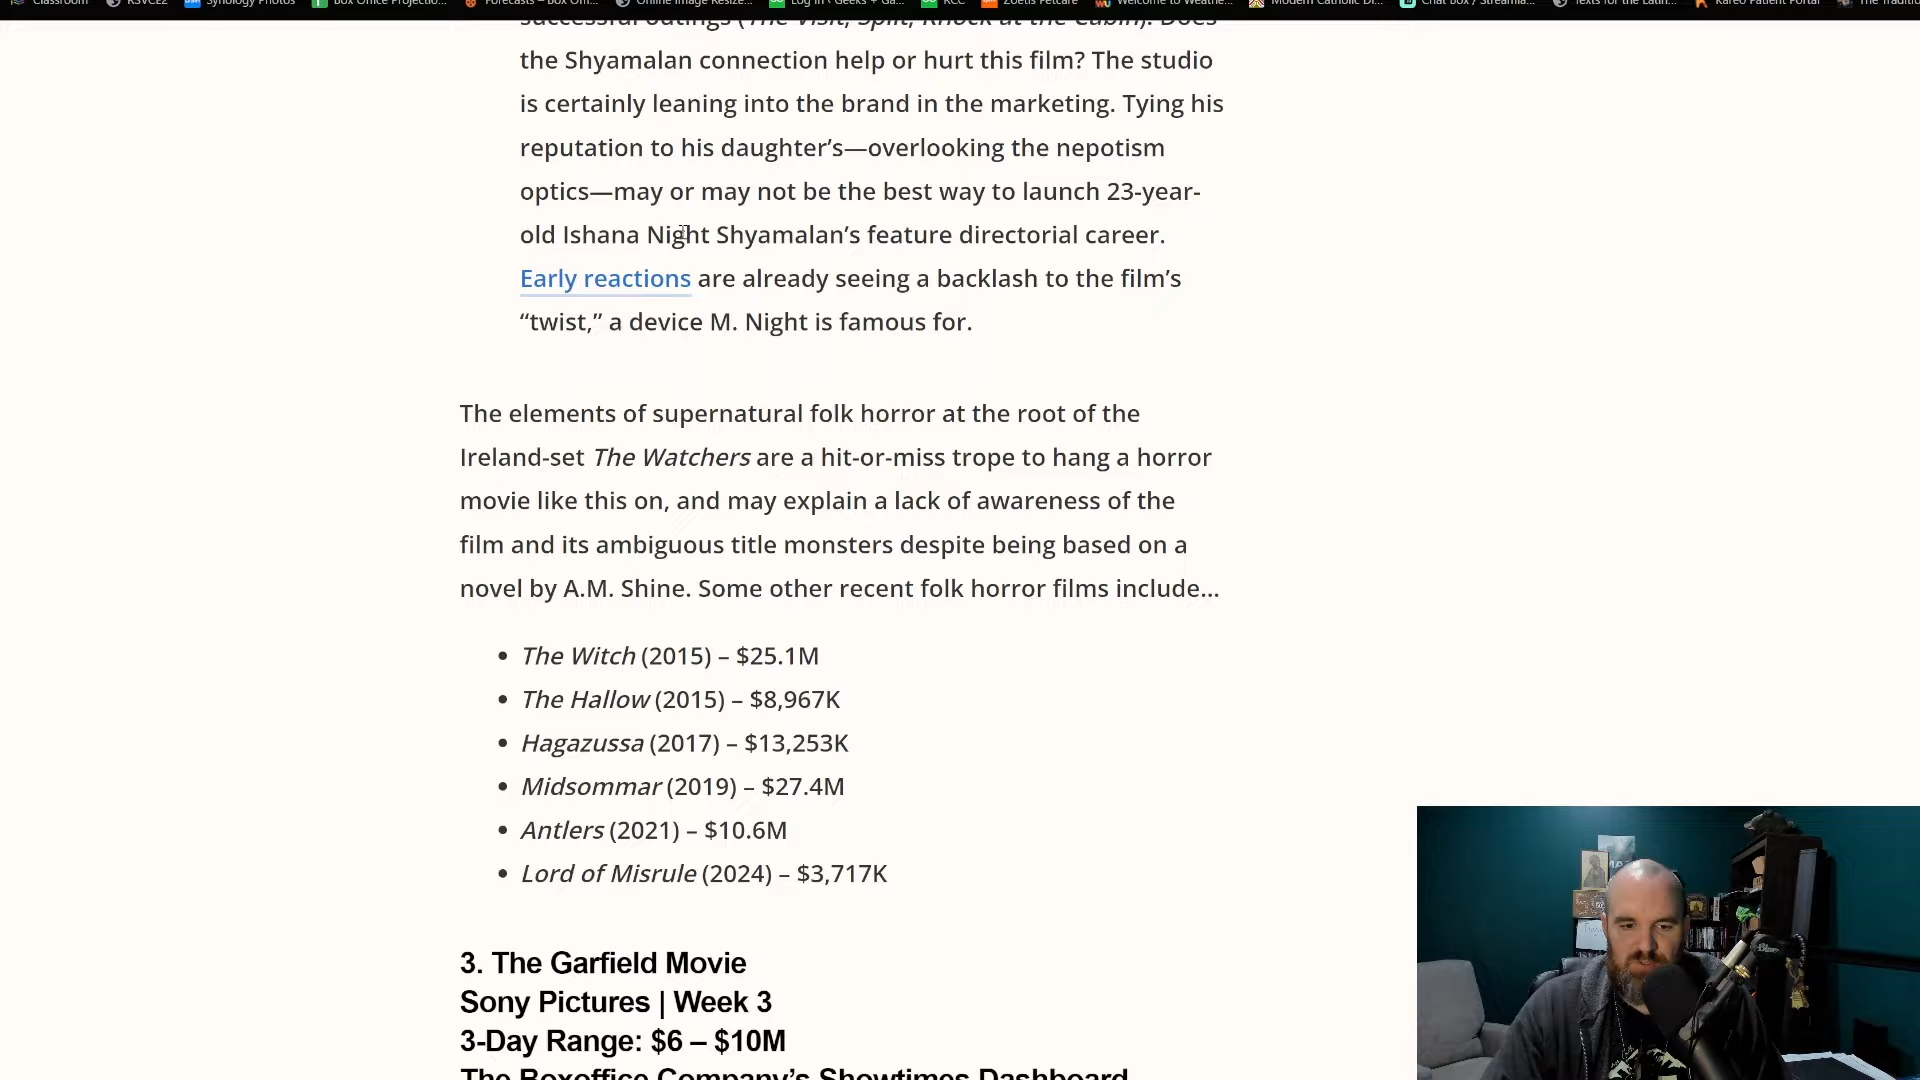 Classroom RSVCE2 Synology Photos Box Office Projectio... Forecasts – Box Off... Online Image Resize... Log In ‹ Geeks + Ga... RCC Zoetis Petcare Welcome to Weathe... Modern Catholic Di... Chat Box / Streamla... Texts for the Latin... Kareo Patient Portal The Traditio
successful outings (The Visit, Split, Knock at the Cabin). Does
the Shyamalan connection help or hurt this film? The studio
is certainly leaning into the brand in the marketing. Tying his
reputation to his daughter’s—overlooking the nepotism
optics—may or may not be the best way to launch 23-year-
old Ishana Night Shyamalan’s feature directorial career.
Early reactions are already seeing a backlash to the film’s
“twist,” a device M. Night is famous for.
The elements of supernatural folk horror at the root of the
Ireland-set The Watchers are a hit-or-miss trope to hang a horror
movie like this on, and may explain a lack of awareness of the
film and its ambiguous title monsters despite being based on a
novel by A.M. Shine. Some other recent folk horror films include…
• The Witch (2015) – $25.1M
• The Hallow (2015) – $8,967K
• Hagazussa (2017) – $13,253K
• Midsommar (2019) – $27.4M
• Antlers (2021) – $10.6M
• Lord of Misrule (2024) – $3,717K
3. The Garfield Movie
Sony Pictures | Week 3
3-Day Range: $6 – $10M
The Boxoffice Company’s Showtimes Dashboard